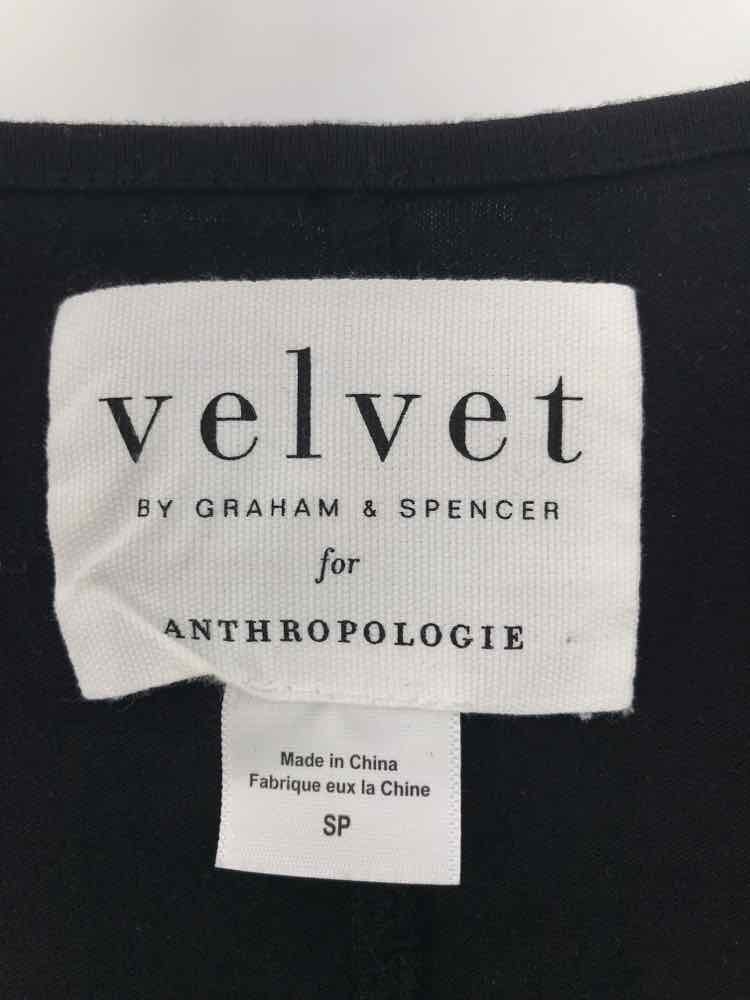 velvet
BY GRAHAM & SPENCER
for
ANTHROPOLOGIE
Made in China
Fabrique eux la Chine
SP